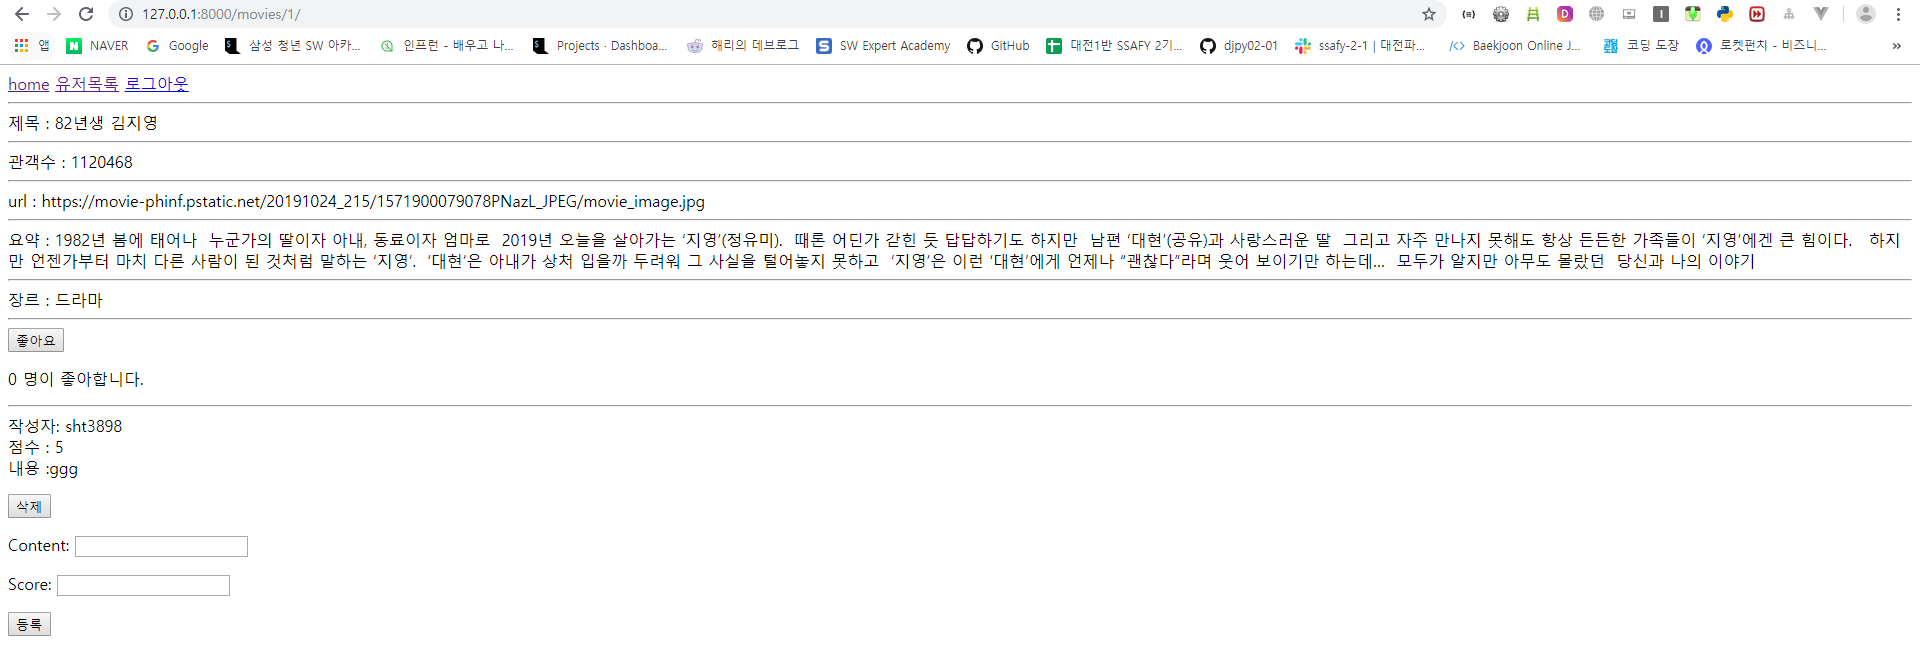 127.0.0.1:8000/movies/1/
앱 NAVER Google 삼성 청년 SW 아카... 인프런 - 배우고 나... Projects · Dashboa... 해리의 데브로그 SW Expert Academy GitHub 대전1반 SSAFY 2기... djpy02-01 ssafy-2-1 | 대전파... Baekjoon Online J... 코딩 도장 로켓펀치 - 비즈니... »
home 유저목록 로그아웃
제목 : 82년생 김지영
관객수 : 1120468
url : https://movie-phinf.pstatic.net/20191024_215/1571900079078PNazL_JPEG/movie_image.jpg
요약 : 1982년 봄에 태어나  누군가의 딸이자 아내, 동료이자 엄마로  2019년 오늘을 살아가는 ‘지영’(정유미).  때론 어딘가 갇힌 듯 답답하기도 하지만  남편 ‘대현’(공유)과 사랑스러운 딸  그리고 자주 만나지 못해도 항상 든든한 가족들이 ‘지영’에겐 큰 힘이다.   하지
만 언젠가부터 마치 다른 사람이 된 것처럼 말하는 ‘지영’.  ‘대현’은 아내가 상처 입을까 두려워 그 사실을 털어놓지 못하고  ‘지영’은 이런 ‘대현’에게 언제나 “괜찮다”라며 웃어 보이기만 하는데…  모두가 알지만 아무도 몰랐던  당신과 나의 이야기
장르 : 드라마
좋아요
0 명이 좋아합니다.
작성자: sht3898
점수 : 5
내용 :ggg
삭제
Content:
Score:
등록